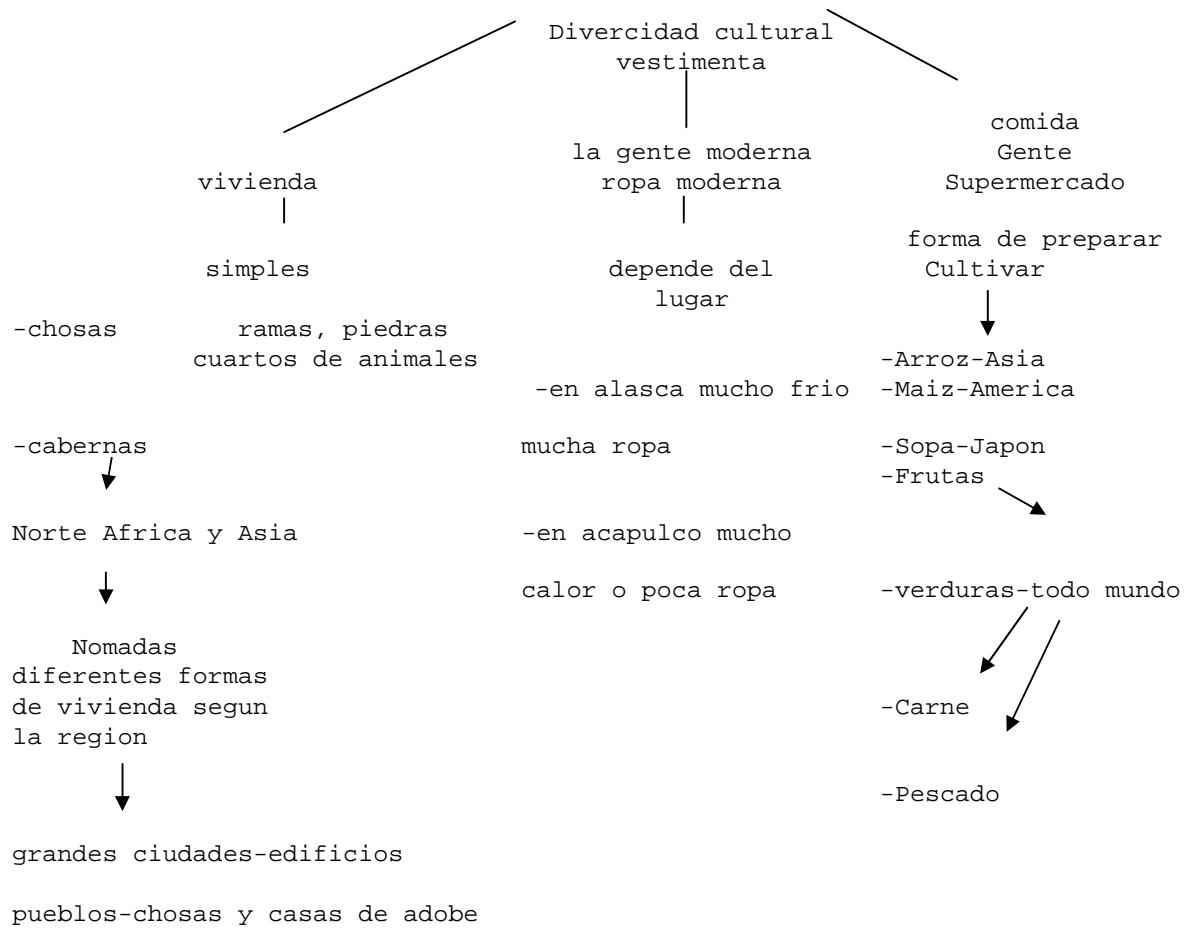 Divercidad cultural
vestimenta
vivienda
simples
-chosas ramas, piedras
cuartos de animales
-cabernas
Norte Africa y Asia
Nomadas
diferentes formas
de vivienda segun
la region
grandes ciudades-edificios
pueblos-chosas y casas de adobe
la gente moderna
ropa moderna
depende del
lugar
-en alasca mucho frio
mucha ropa
-en acapulco mucho
calor o poca ropa
comida
Gente
Supermercado
forma de preparar
Cultivar
-Arroz-Asia
-Maiz-America
-Sopa-Japon
-Frutas
-verduras-todo mundo
-Carne
-Pescado